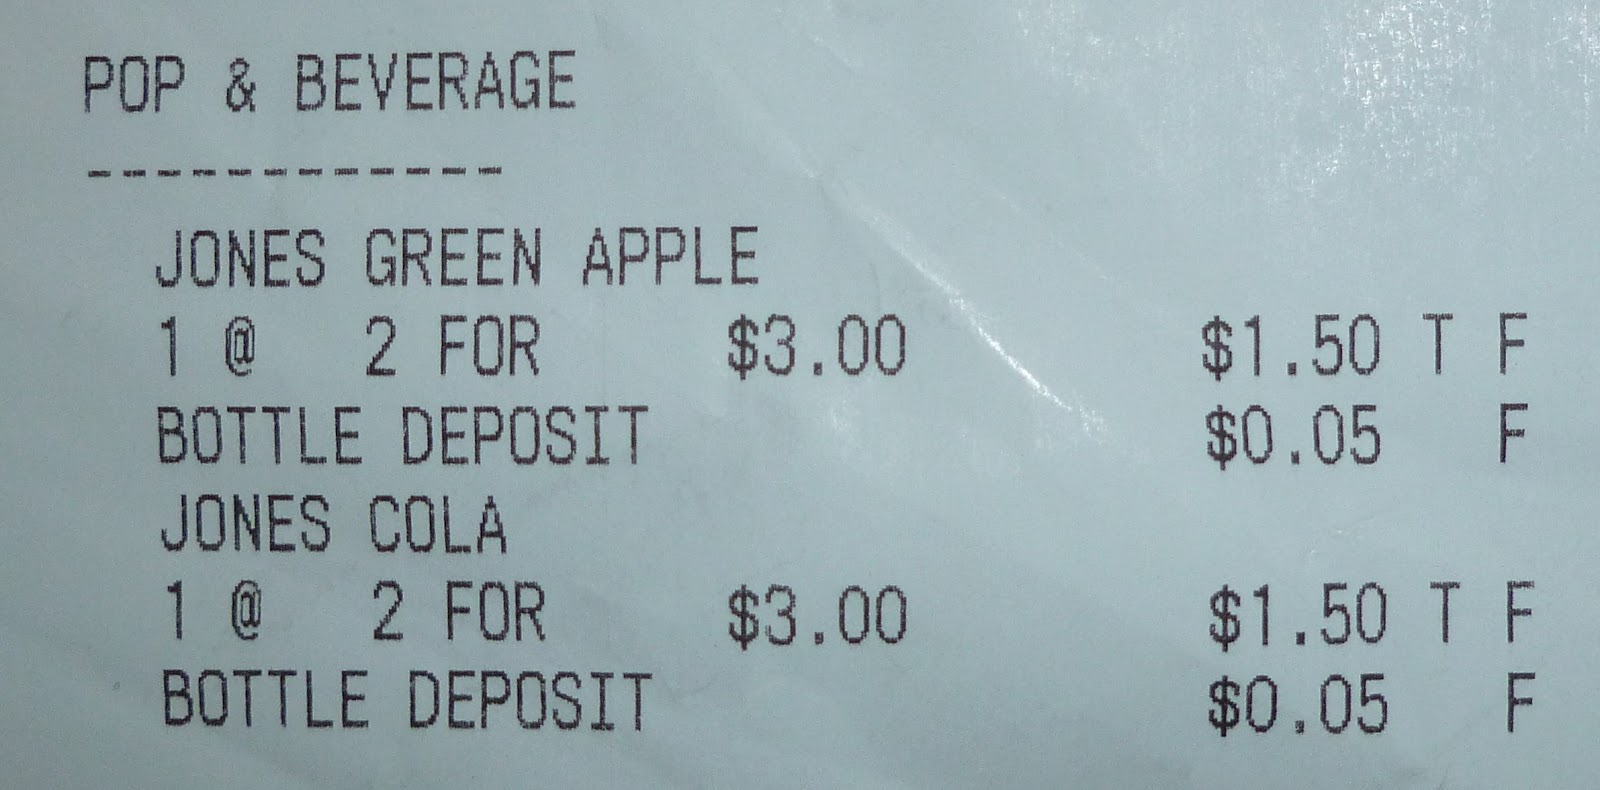 POP & BEVERAGE
------------
JONES GREEN APPLE
1 @ 2 FOR $3.00 $1.50 T F
BOTTLE DEPOSIT $0.05 F
JONES COLA
1 @ 2 FOR $3.00 $1.50 T F
BOTTLE DEPOSIT $0.05 F